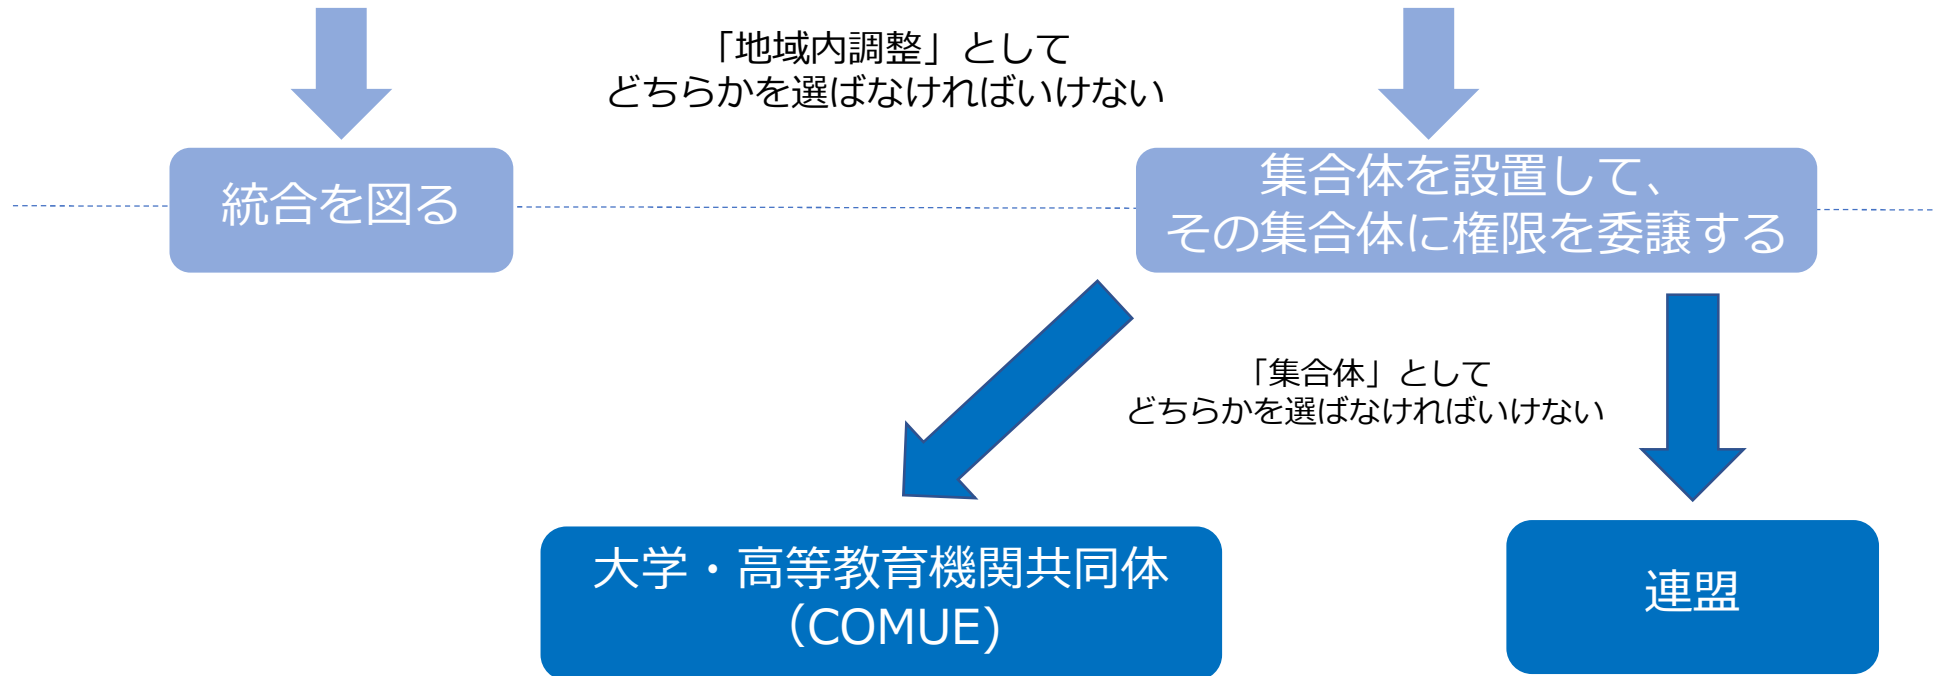 「地域内調整」として
どちらかを選ばなければいけない
統合を図る
集合体を設置して、
その集合体に権限を委譲する
「集合体」として
どちらかを選ばなければいけない
大学・高等教育機関共同体
（COMUE)
連盟